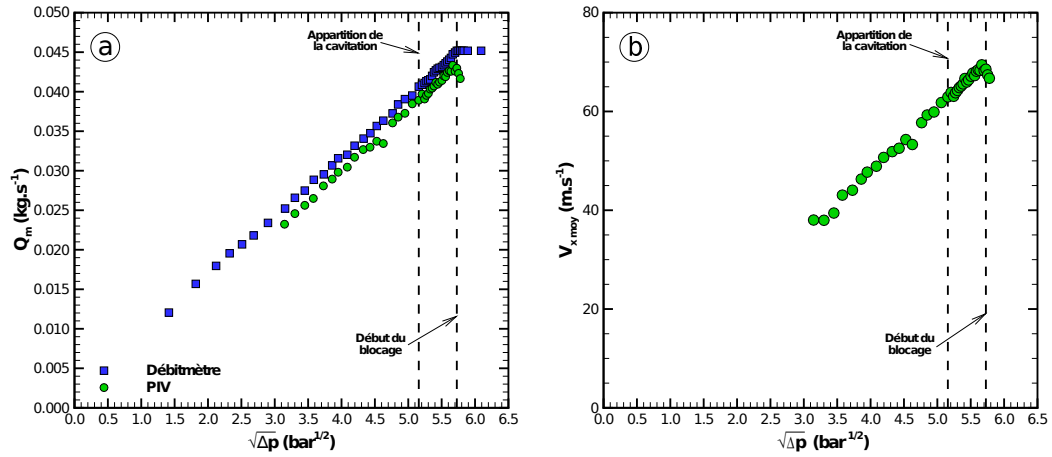 a
0.050
0.045
0.040
0.035
0.030
0.025
0.020
0.015
0.010
0.005
0.000
Qm (kg.s-1)
Appartition de
la cavitation
Début du
blocage
Débitmètre
PIV
0.0 0.5 1.0 1.5 2.0 2.5 3.0 3.5 4.0 4.5 5.0 5.5 6.0 6.5
√Δp (bar1/2)
b
80
60
40
20
0
Vx moy (m.s-1)
Appartition de
la cavitation
Début du
blocage
0.0 0.5 1.0 1.5 2.0 2.5 3.0 3.5 4.0 4.5 5.0 5.5 6.0 6.5
√Δp (bar1/2)